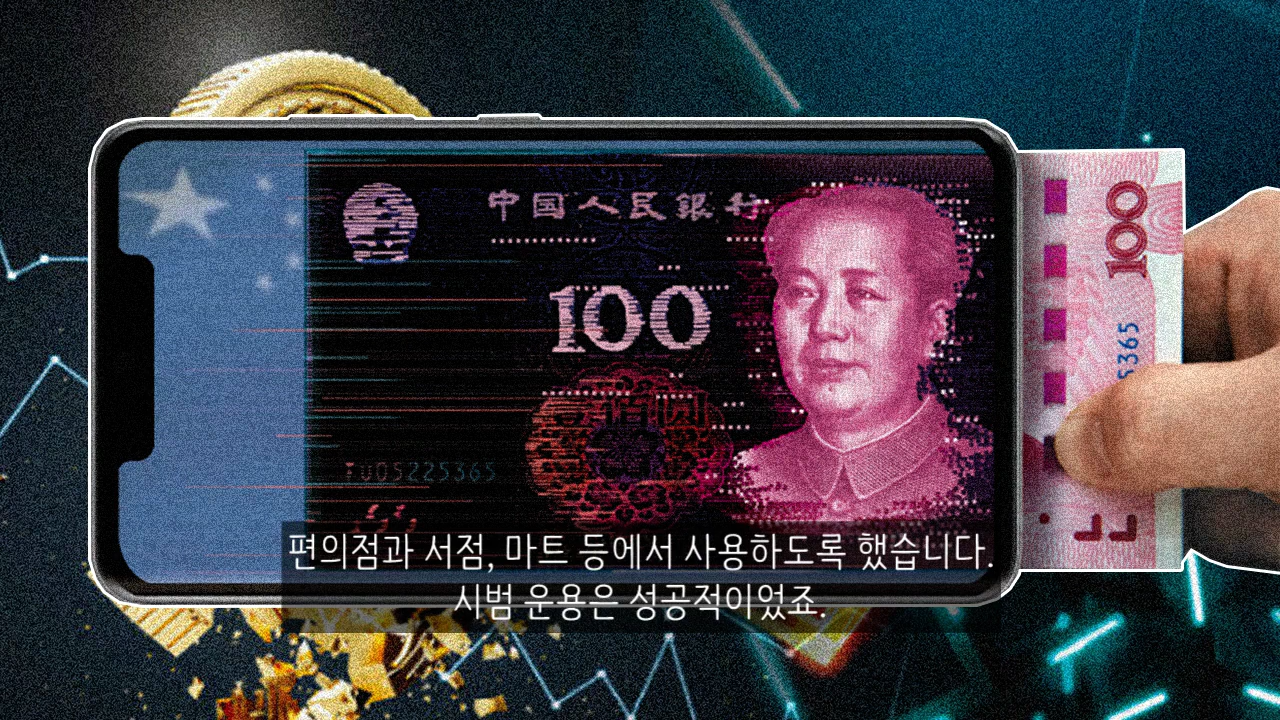 中国人民銀行
100
100
TU05225365
5365
편의점과 서점, 마트 등에서 사용하도록 했습니다.
시범 운용은 성공적이었죠.